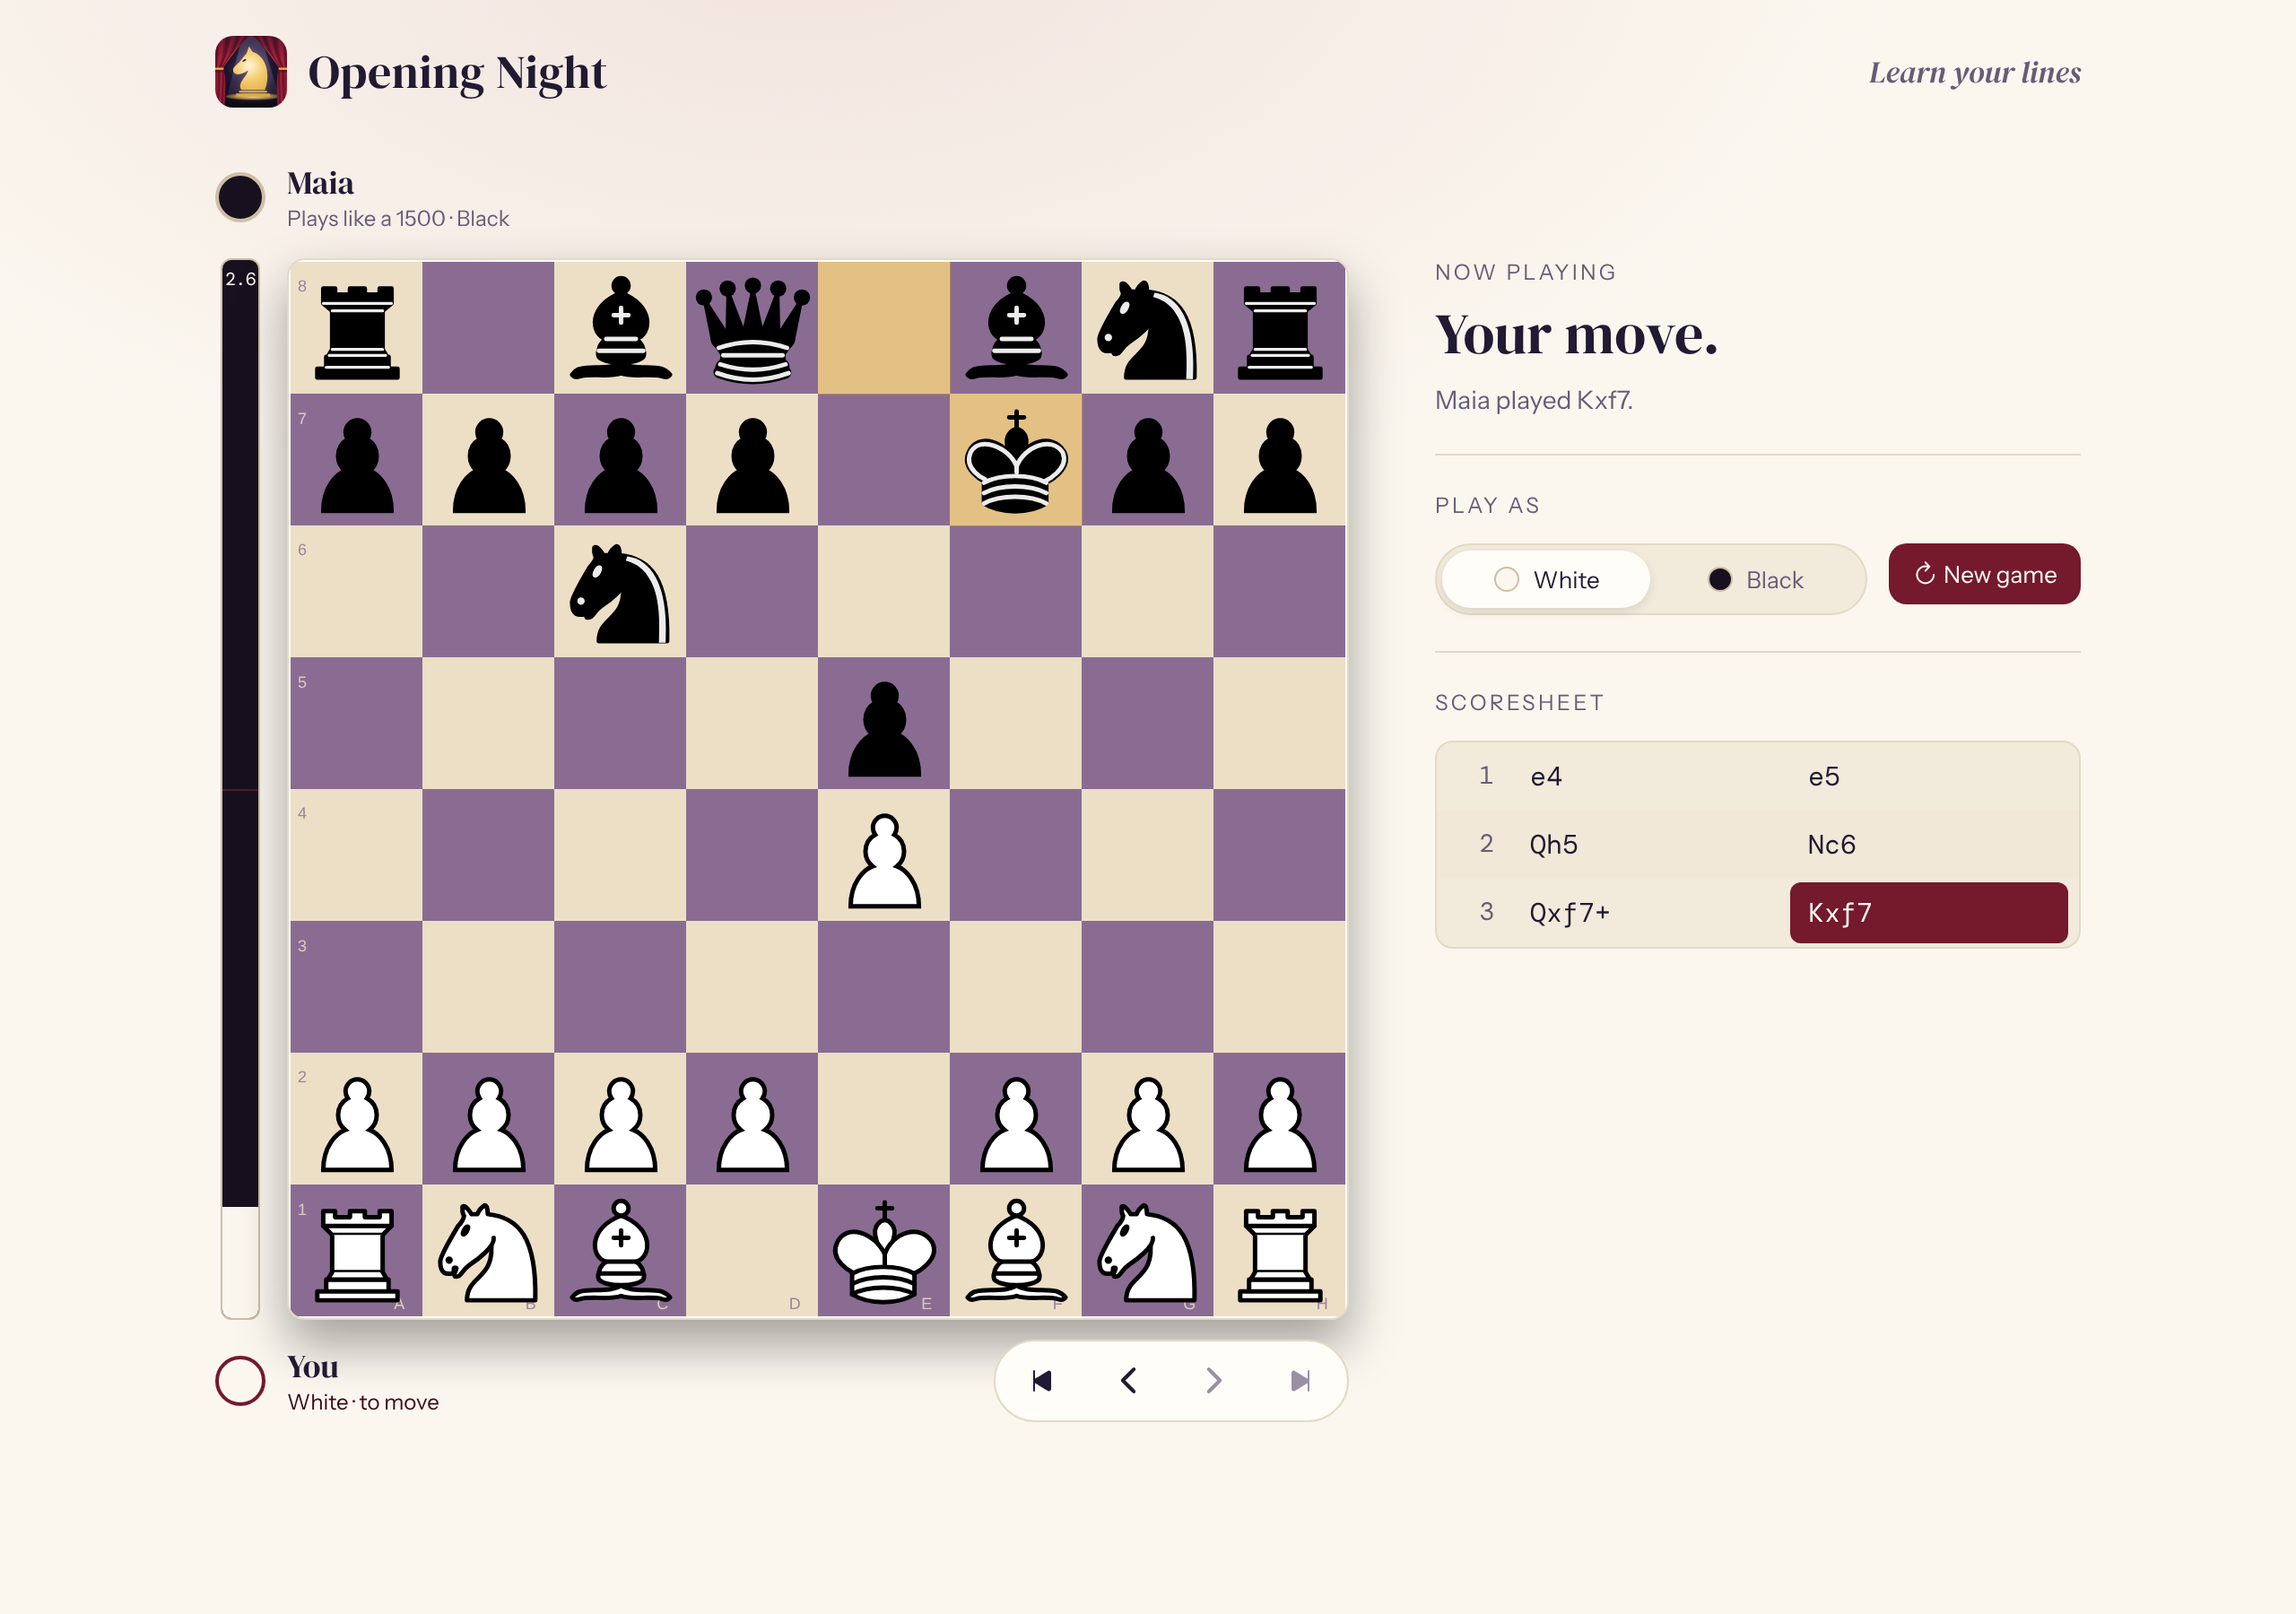 Opening Night
Learn your lines
Maia
Plays like a 1500 · Black
2.6
8
7
6
5
4
3
2
1
A
B
C
D
E
F
G
H
You
White · to move
NOW PLAYING
Your move.
Maia played Kxf7.
PLAY AS
White
Black
New game
SCORESHEET
1 e4 e5
2 Qh5 Nc6
3 Qxf7+ Kxf7